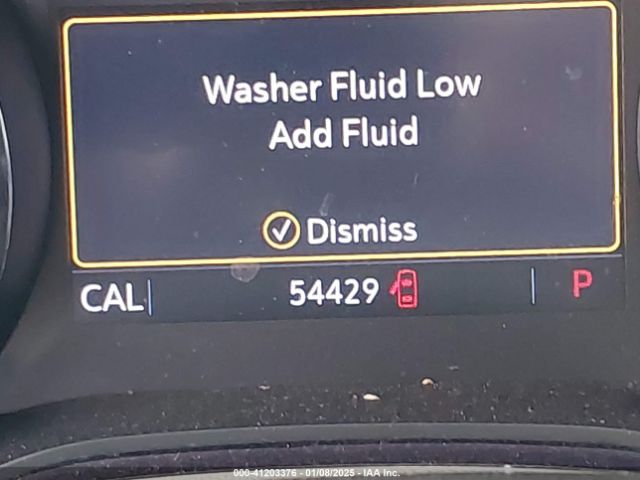 Washer Fluid Low
Add Fluid
Dismiss
CAL 54429 P
000-41203376 - 01/08/2025 - IAA Inc.